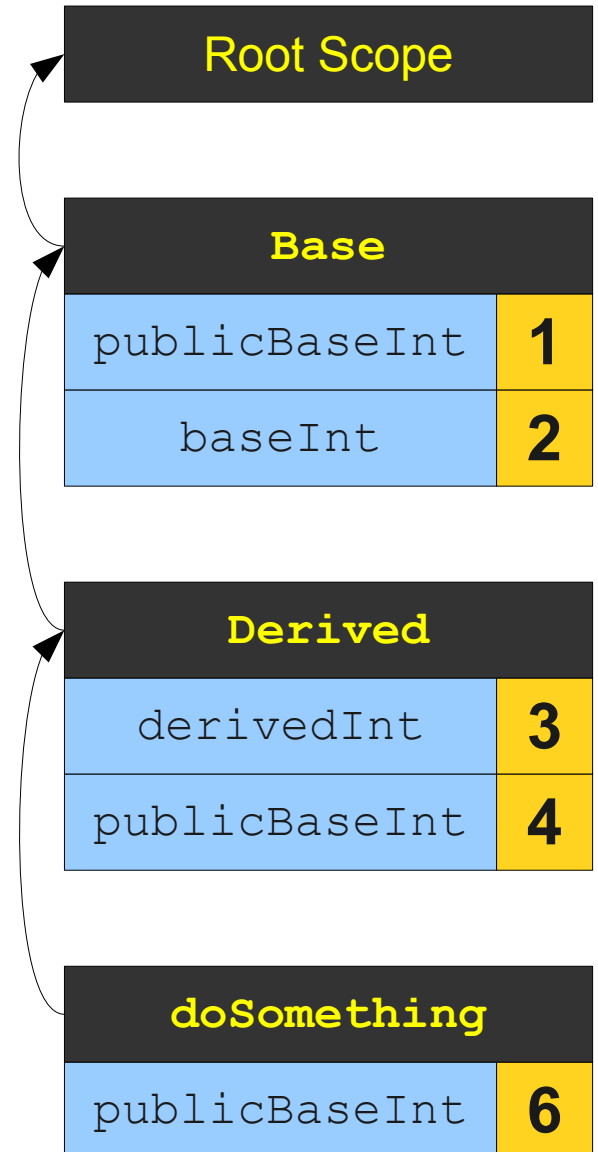 Root Scope
Base
publicBaseInt 1
baseInt 2
Derived
derivedInt 3
publicBaseInt 4
doSomething
publicBaseInt 6